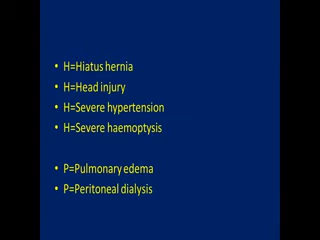 • H=Hiatus hernia
• H=Head injury
• H=Severe hypertension
• H=Severe haemoptysis
• P=Pulmonary edema
• P=Peritoneal dialysis